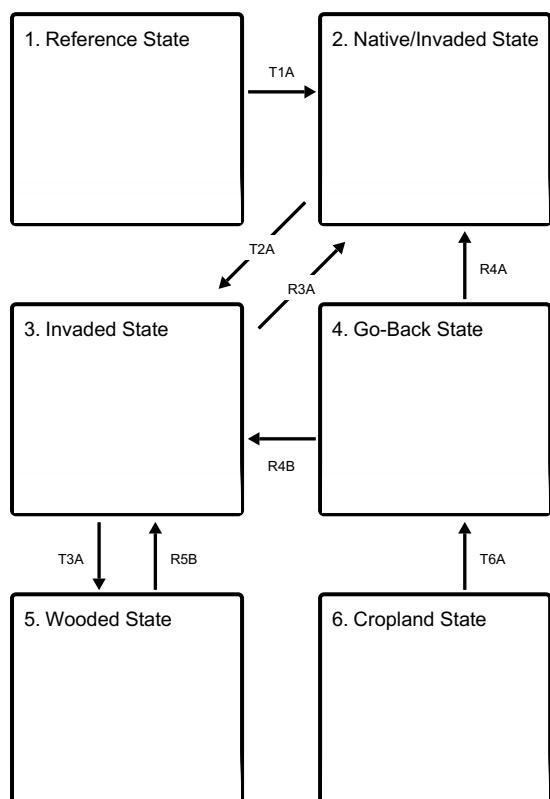 1. Reference State
2. Native/Invaded State
T1A
T2A
R3A
R4A
3. Invaded State
4. Go-Back State
R4B
T3A
R5B
T6A
5. Wooded State
6. Cropland State